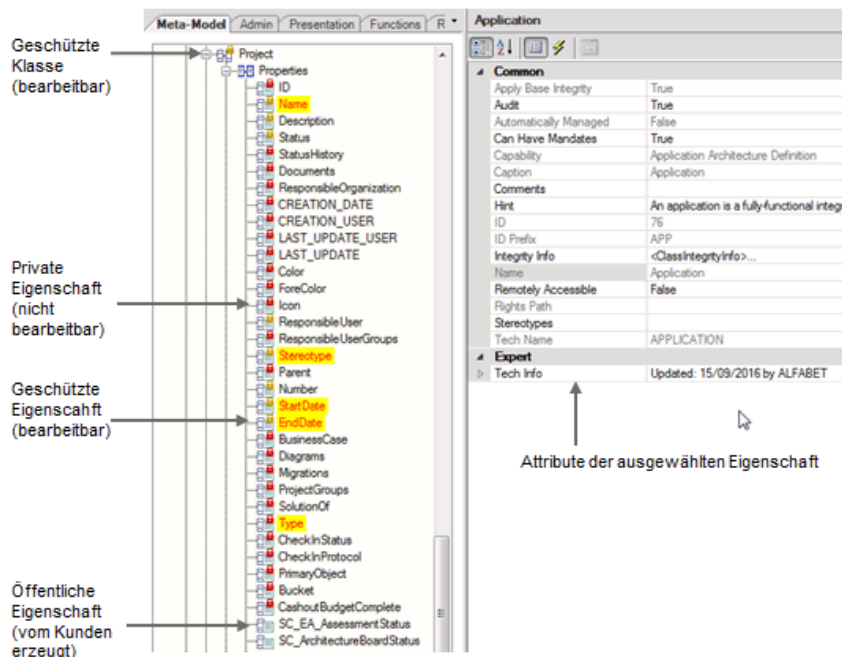 Geschützte
Klasse
(bearbeitbar)
Private
Eigenschaft
(nicht
bearbeitbar)
Geschützte
Eigenscahft
(bearbeitbar)
Öffentliche
Eigenschaft
(vom Kunden
erzeugt)
Meta-Model Admin Presentation Functions R
Project
Properties
ID
Name
Description
Status
StatusHistory
Documents
ResponsibleOrganization
CREATION_DATE
CREATION_USER
LAST_UPDATE_USER
LAST_UPDATE
Color
ForeColor
Icon
ResponsibleUser
ResponsibleUserGroups
Stereotype
Parent
Number
StartDate
EndDate
BusinessCase
Diagrams
Migrations
ProjectGroups
SolutionOf
Type
CheckInStatus
CheckInProtocol
PrimaryObject
Bucket
CashoutBudgetComplete
SC_EA_AssessmentStatus
SC_ArchitectureBoardStatus
Application
Common
Apply Base Integrity True
Audit True
Automatically Managed False
Can Have Mandates True
Capability Application Architecture Definition
Caption Application
Comments
Hint An application is a fully-functional integr
ID 76
ID Prefix APP
Integrity Info <ClassIntegrityInfo>...
Name Application
Remotely Accessible False
Rights Path
Stereotypes
Tech Name APPLICATION
Expert
Tech Info Updated: 15/09/2016 by ALFABET
Attribute der ausgewählten Eigenschaft